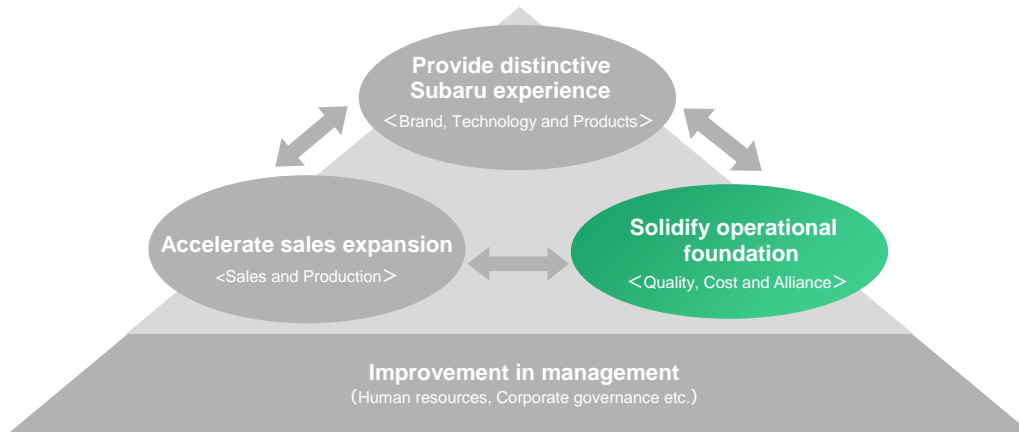 Provide distinctive
Subaru experience
＜Brand, Technology and Products＞
Accelerate sales expansion
<Sales and Production＞
Solidify operational
foundation
＜Quality, Cost and Alliance＞
Improvement in management
（Human resources, Corporate governance etc.）